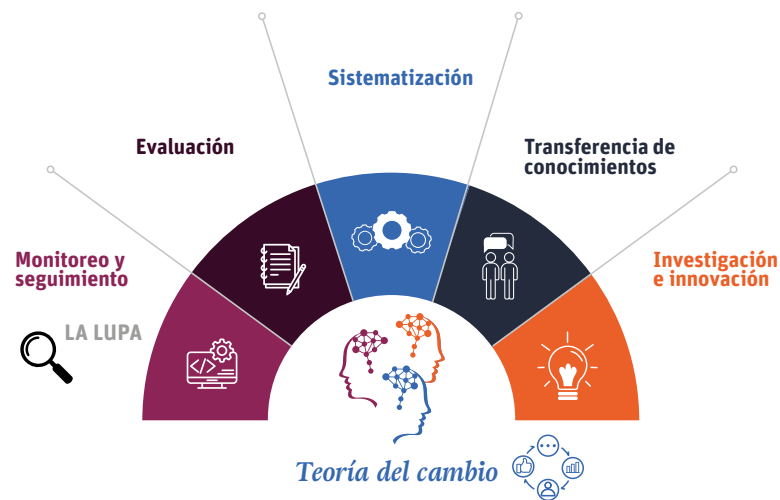 Sistematización
Evaluación
Transferencia de
conocimientos
Monitoreo y
seguimiento
Investigación
e innovación
LA LUPA
</>
Teoría del cambio